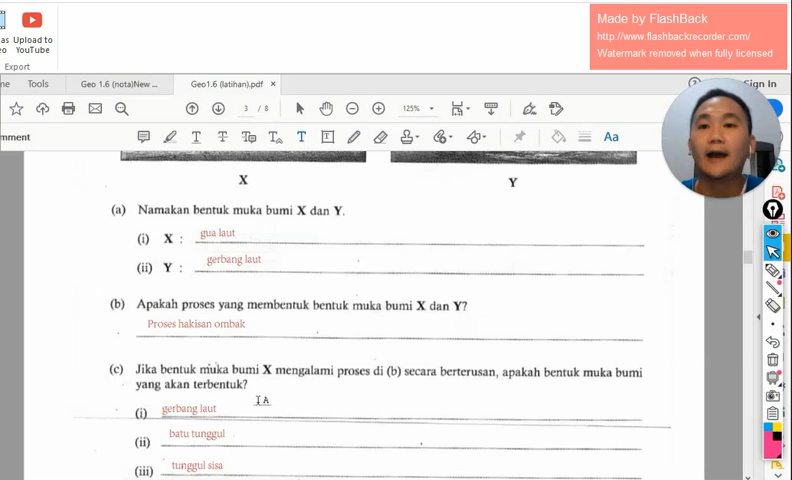 Made by FlashBack
http://www.flashbackrecorder.com/
Watermark removed when fully licensed
as Upload to
eo YouTube
Export
me Tools Geo 1.6 (nota)New ... Geo1.6 (latihan).pdf × Sign In
3 / 8 125%
mment Aa
X Y
(a) Namakan bentuk muka bumi X dan Y.
(i) X : gua laut
(ii) Y : gerbang laut
(b) Apakah proses yang membentuk bentuk muka bumi X dan Y?
Proses hakisan ombak
(c) Jika bentuk muka bumi X mengalami proses di (b) secara berterusan, apakah bentuk muka bumi
yang akan terbentuk?
(i) gerbang laut
(ii) batu tunggul
(iii) tunggul sisa